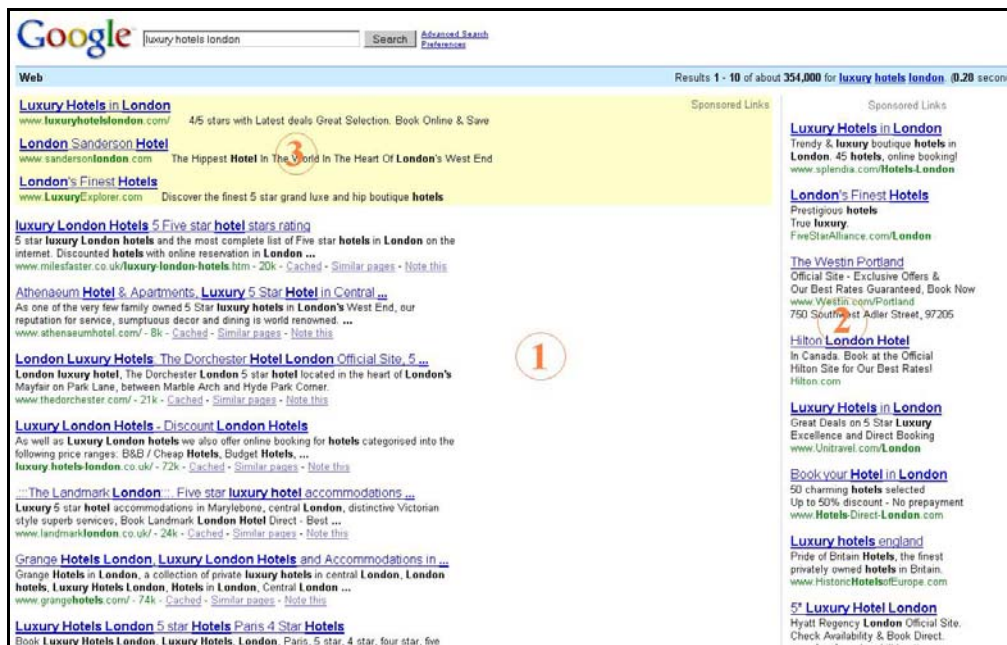 Google
luxury hotels london
Search
Advanced Search
Preferences
Web
Results 1 - 10 of about 354,000 for luxury hotels london. (0.20 secon
Sponsored Links
Luxury Hotels in London
www.luxuryhotelslondon.com/ 4/5 stars with Latest deals Great Selection. Book Online & Save
London Sanderson Hotel
www.sandersonlondon.com The Hippest Hotel In The World In The Heart Of London's West End
London's Finest Hotels
www.LuxuryExplorer.com Discover the finest 5 star grand luxe and hip boutique hotels
3
luxury London Hotels 5 Five star hotel stars rating
5 star luxury London hotels and the most complete list of Five star hotels in London on the
internet. Discounted hotels with online reservation in London ...
www.milesfaster.co.uk/luxury-london-hotels.htm - 20k - Cached - Similar pages - Note this
Athenaeum Hotel & Apartments, Luxury 5 Star Hotel in Central ...
As one of the very few family owned 5 Star luxury hotels in London's West End, our
reputation for service, sumptuous decor and dining is world renowned. ...
www.athenaeumhotel.com/ - 8k - Cached - Similar pages - Note this
London Luxury Hotels: The Dorchester Hotel London Official Site, 5 ...
London luxury hotel, The Dorchester London 5 star hotel located in the heart of London's
Mayfair on Park Lane, between Marble Arch and Hyde Park Corner.
www.thedorchester.com/ - 21k - Cached - Similar pages - Note this
1
Luxury London Hotels - Discount London Hotels
As well as Luxury London hotels we also offer online booking for hotels categorised into the
following price ranges: B&B / Cheap Hotels, Budget Hotels, ...
luxury.hotels-london.co.uk/ - 72k - Cached - Similar pages - Note this
.:::The Landmark London:::. Five star luxury hotel accommodations ...
Luxury 5 star hotel accommodations in Marylebone, central London, distinctive Victorian
style superb services, Book Landmark London Hotel Direct - Best ...
www.landmarklondon.co.uk/ - 24k - Cached - Similar pages - Note this
Grange Hotels London, Luxury London Hotels and Accommodations in ...
Grange Hotels in London, a collection of private luxury hotels in central London, London
hotels, Luxury Hotels London, Hotels in London, Central London ...
www.grangehotels.com/ - 74k - Cached - Similar pages - Note this
Luxury Hotels London 5 star Hotels Paris 4 Star Hotels
Book Luxury Hotels London, Luxury Hotels, London, Paris, 5 star, 4 star, four star, five
Sponsored Links
Luxury Hotels in London
Trendy & luxury boutique hotels in
London. 45 hotels, online booking!
www.splendia.com/Hotels-London
London's Finest Hotels
Prestigious hotels
True luxury.
FiveStarAlliance.com/London
The Westin Portland
Official Site - Exclusive Offers &
Our Best Rates Guaranteed, Book Now
www.Westin.com/Portland
750 Southwest Adler Street, 97205
2
Hilton London Hotel
In Canada. Book at the Official
Hilton Site for Our Best Rates!
Hilton.com
Luxury Hotels in London
Great Deals on 5 Star Luxury
Excellence and Direct Booking
www.Unitravel.com/London
Book your Hotel in London
50 charming hotels selected
Up to 50% discount - No prepayment
www.Hotels-Direct-London.com
Luxury hotels england
Pride of Britain Hotels, the finest
privately owned hotels in Britain.
www.HistoricHotelsofEurope.com
5* Luxury Hotel London
Hyatt Regency London Official Site.
Check Availability & Book Direct.